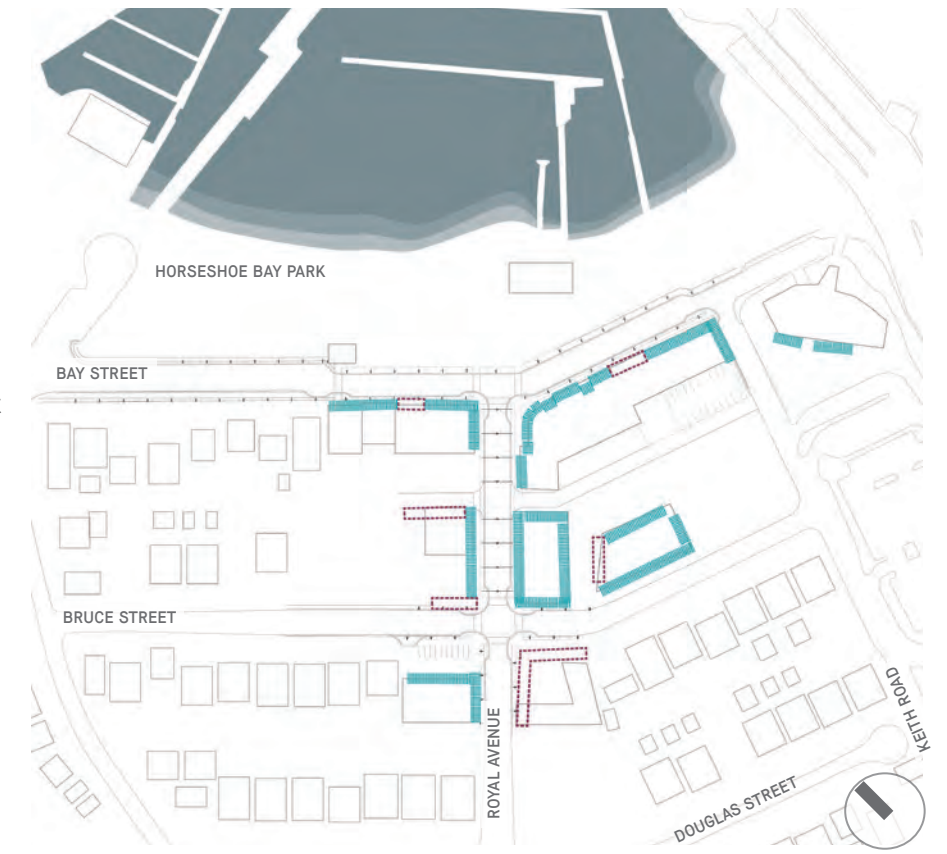 HORSESHOE BAY PARK
BAY STREET
BRUCE STREET
ROYAL AVENUE
KEITH ROAD
DOUGLAS STREET